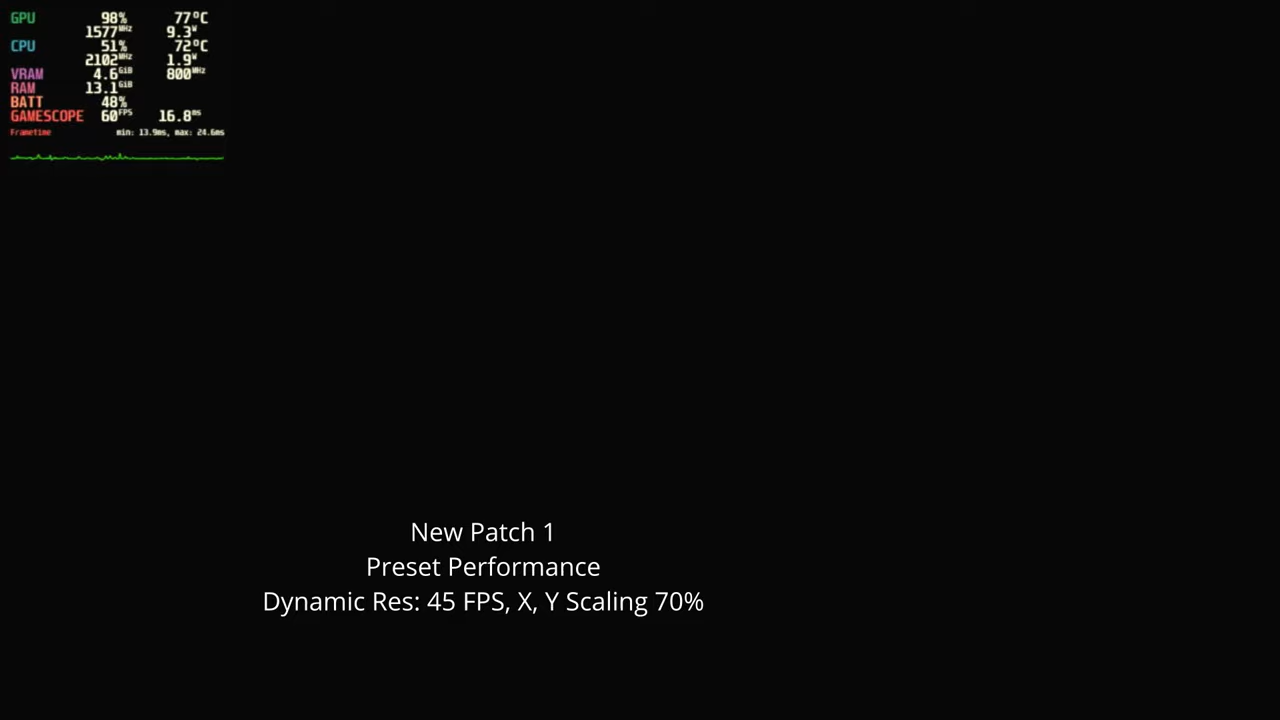 GPU 98% 77°C
1577MHz 9.3W
CPU 51% 72°C
2102MHz 1.9W
VRAM 4.6GiB 800MHz
RAM 13.1GiB
BATT 48%
GAMESCOPE 60FPS 16.8ms
Frametime min: 13.9ms, max: 24.6ms
New Patch 1
Preset Performance
Dynamic Res: 45 FPS, X, Y Scaling 70%